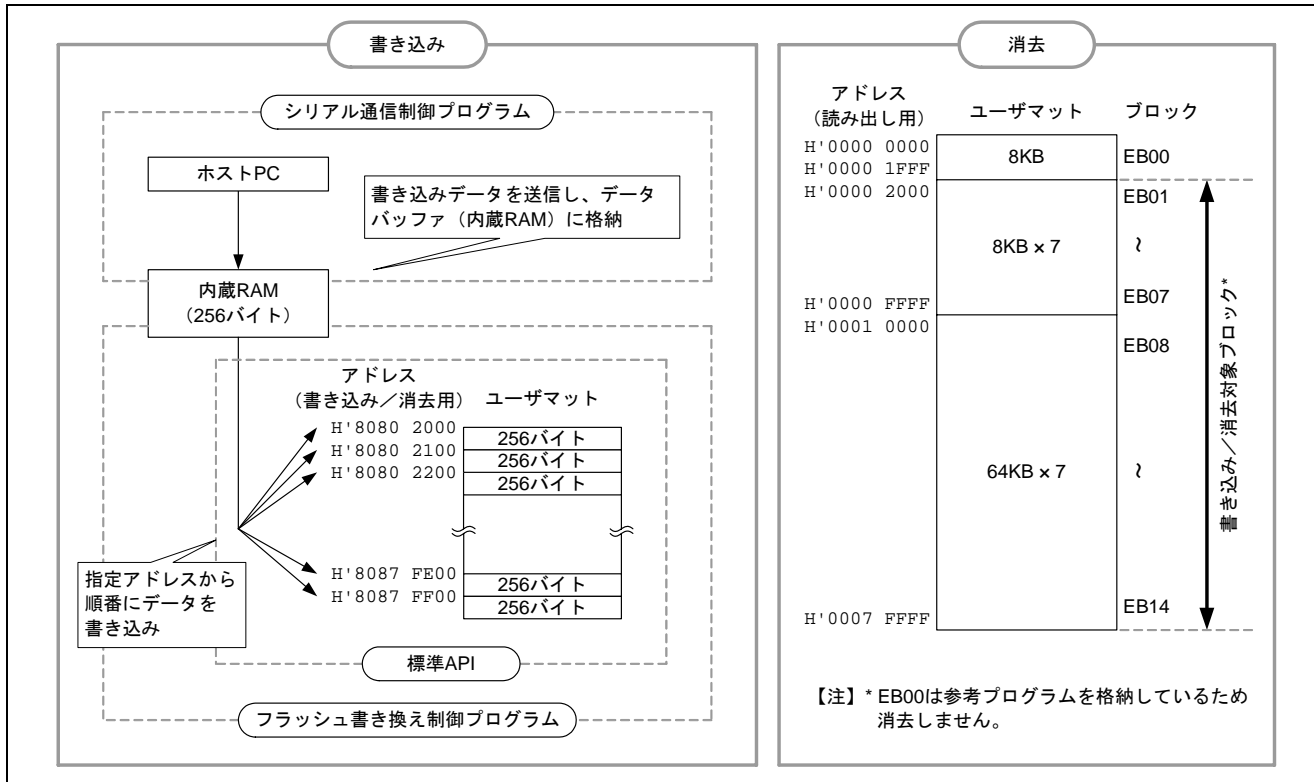 書き込み
シリアル通信制御プログラム
ホストPC
書き込みデータを送信し、データ
バッファ（内蔵RAM）に格納
内蔵RAM
（256バイト）
アドレス
（書き込み／消去用）
ユーザマット
H'8080 2000
256バイト
H'8080 2100
256バイト
H'8080 2200
256バイト
H'8087 FE00
256バイト
H'8087 FF00
256バイト
指定アドレスから
順番にデータを
書き込み
標準API
フラッシュ書き換え制御プログラム
消去
アドレス
（読み出し用）
ユーザマット
ブロック
H'0000 0000
8KB
EB00
H'0000 1FFF
H'0000 2000
EB01
8KB × 7
~
H'0000 FFFF
EB07
H'0001 0000
EB08
64KB × 7
~
H'0007 FFFF
EB14
書き込み／消去対象ブロック*
【注】* EB00は参考プログラムを格納しているため
消去しません。